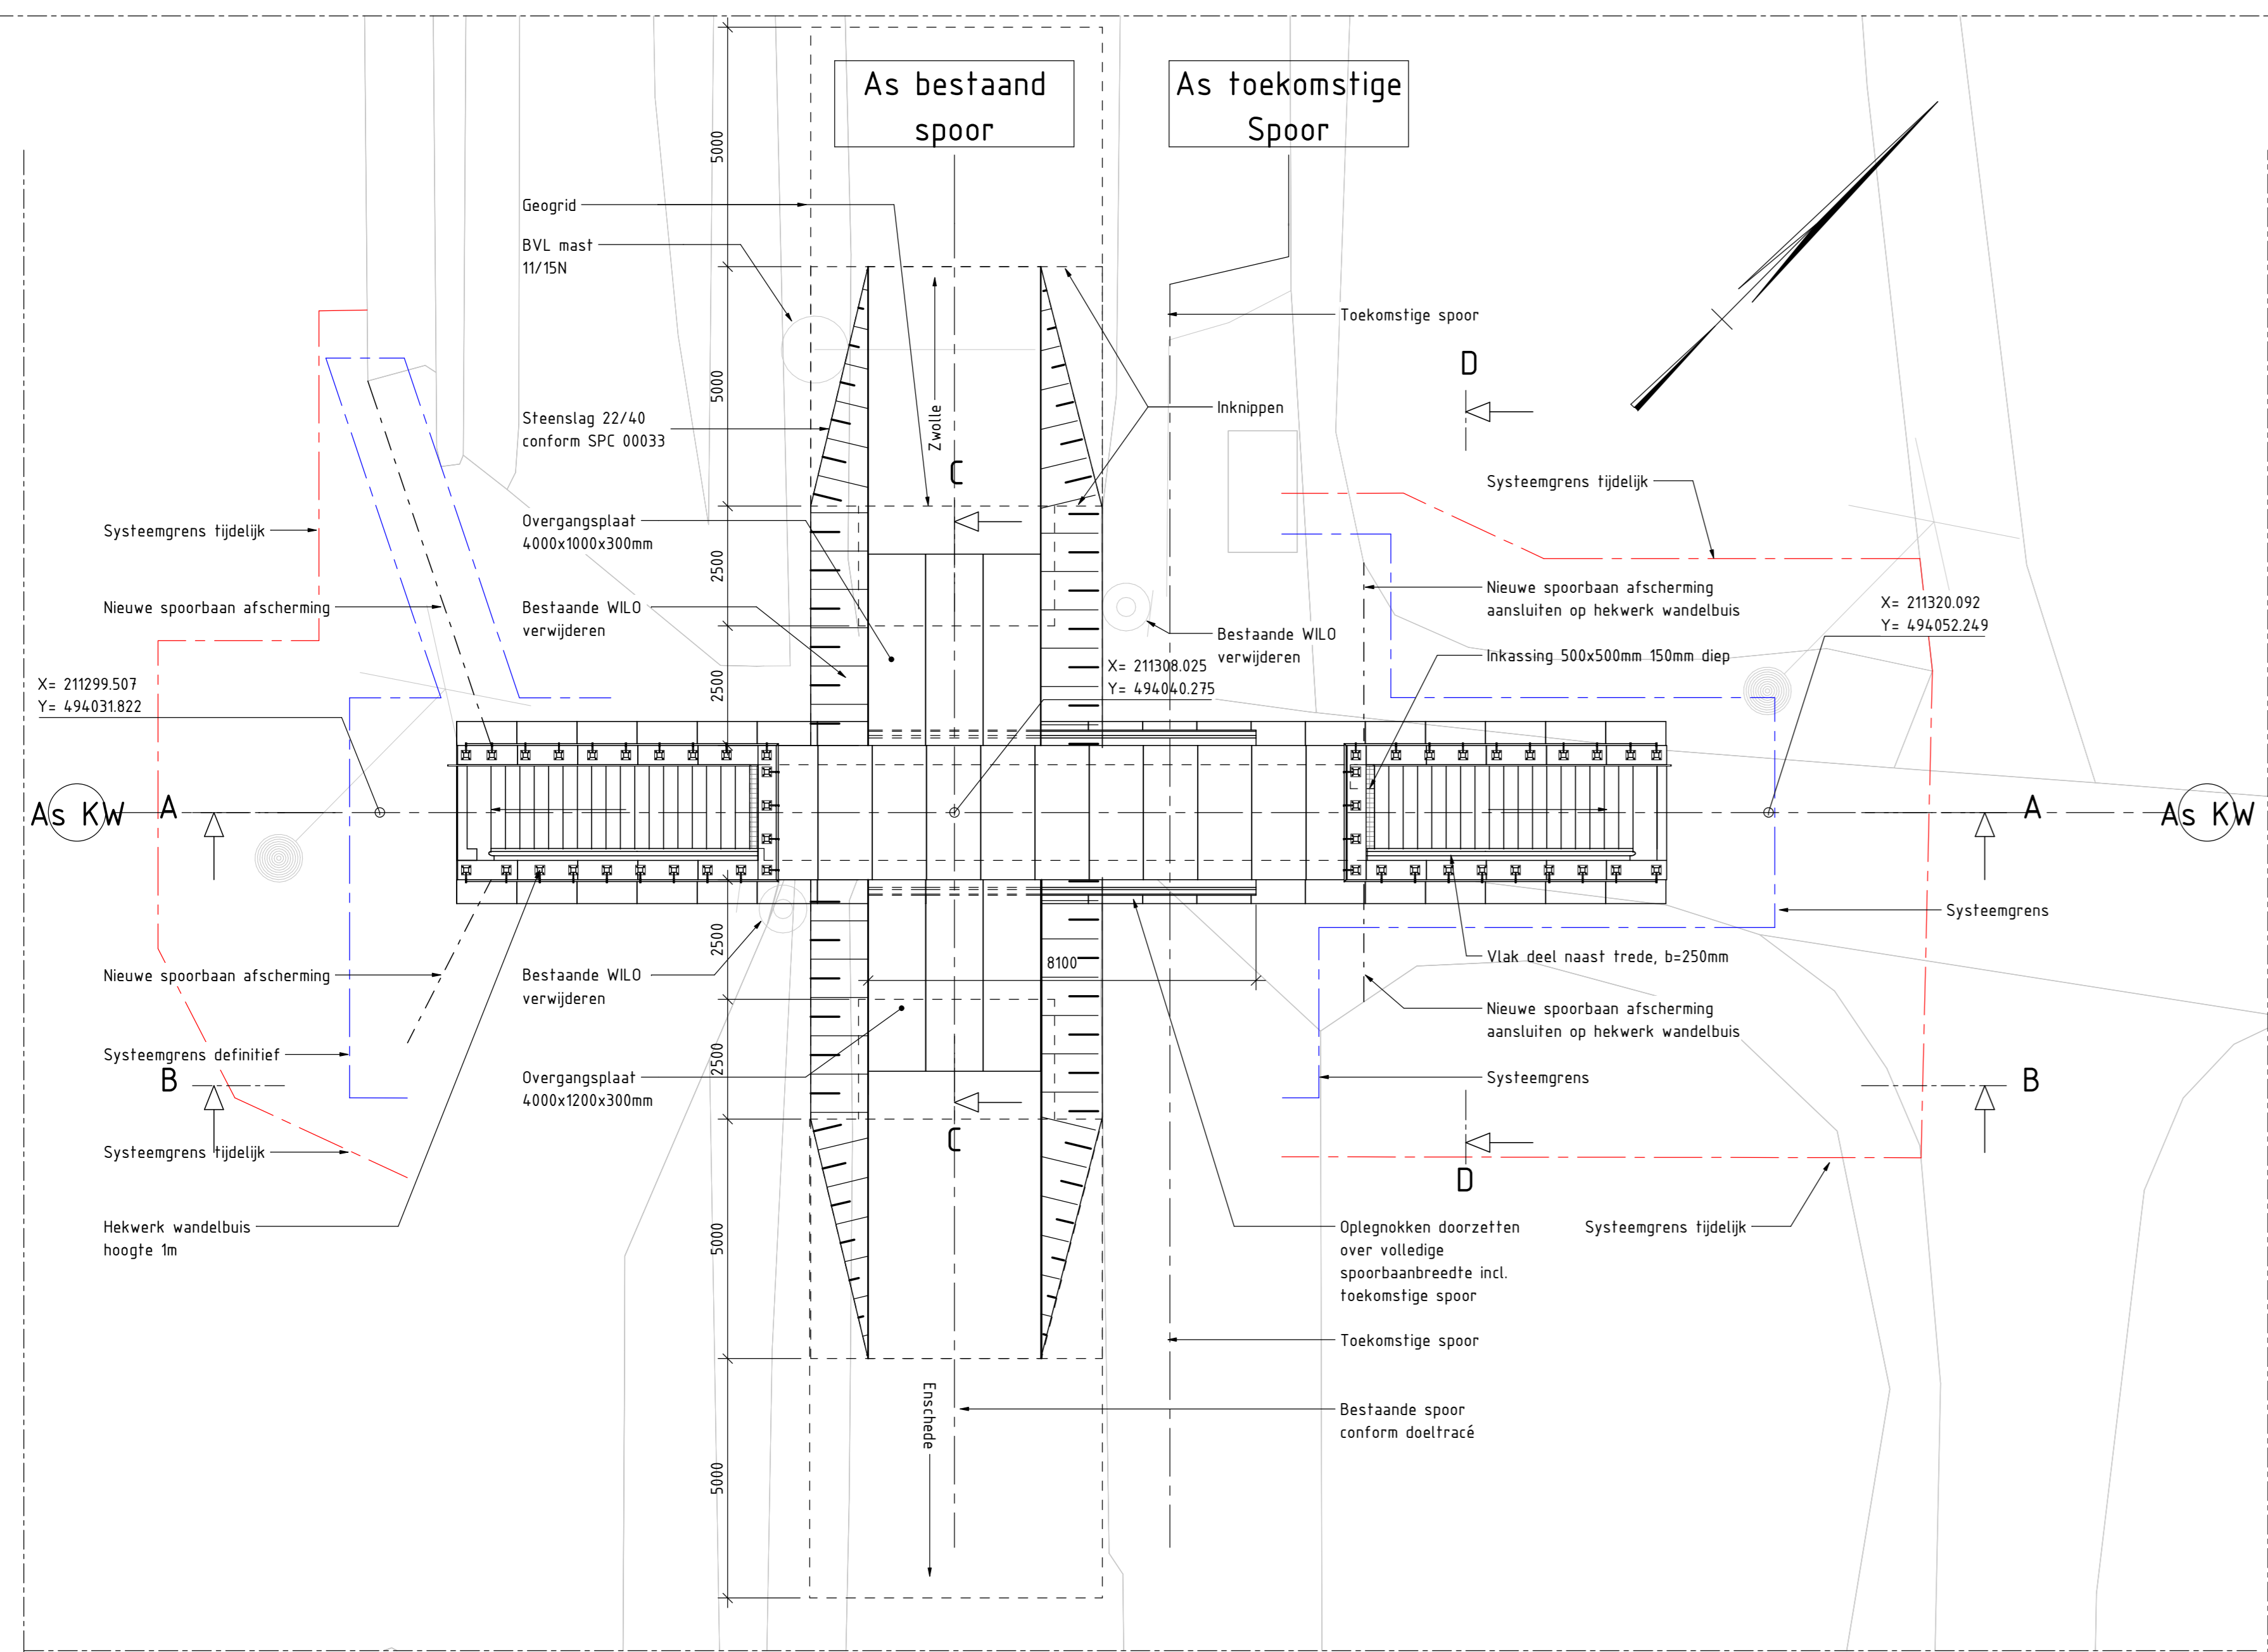 As bestaand
spoor
As toekomstige
Spoor
5000
Geogrid
BVL mast
11/15N
Toekomstige spoor
D
5000
Inknippen
Steenslag 22/40
conform SPC 00033
Zwolle
C
Systeemgrens tijdelijk
Systeemgrens tijdelijk
Overgangsplaat
4000x1000x300mm
2500
Nieuwe spoorbaan afscherming
aansluiten op hekwerk wandelbuis
X= 211320.092
Y= 494052.249
Nieuwe spoorbaan afscherming
Bestaande WILO
verwijderen
Bestaande WILO
verwijderen
Inkassing 500x500mm 150mm diep
X= 211308.025
Y= 494040.275
X= 211299.507
Y= 494031.822
2500
As KW
A
A
As KW
Systeemgrens
2500
Vlak deel naast trede, b=250mm
8100
Nieuwe spoorbaan afscherming
Bestaande WILO
verwijderen
Nieuwe spoorbaan afscherming
aansluiten op hekwerk wandelbuis
Systeemgrens definitief
2500
B
Overgangsplaat
4000x1200x300mm
Systeemgrens
B
C
Systeemgrens tijdelijk
D
Hekwerk wandelbuis
hoogte 1m
5000
Oplegnokken doorzetten
over volledige
spoorbaanbreedte incl.
toekomstige spoor
Systeemgrens tijdelijk
Toekomstige spoor
Enschede
Bestaande spoor
conform doeltracé
5000